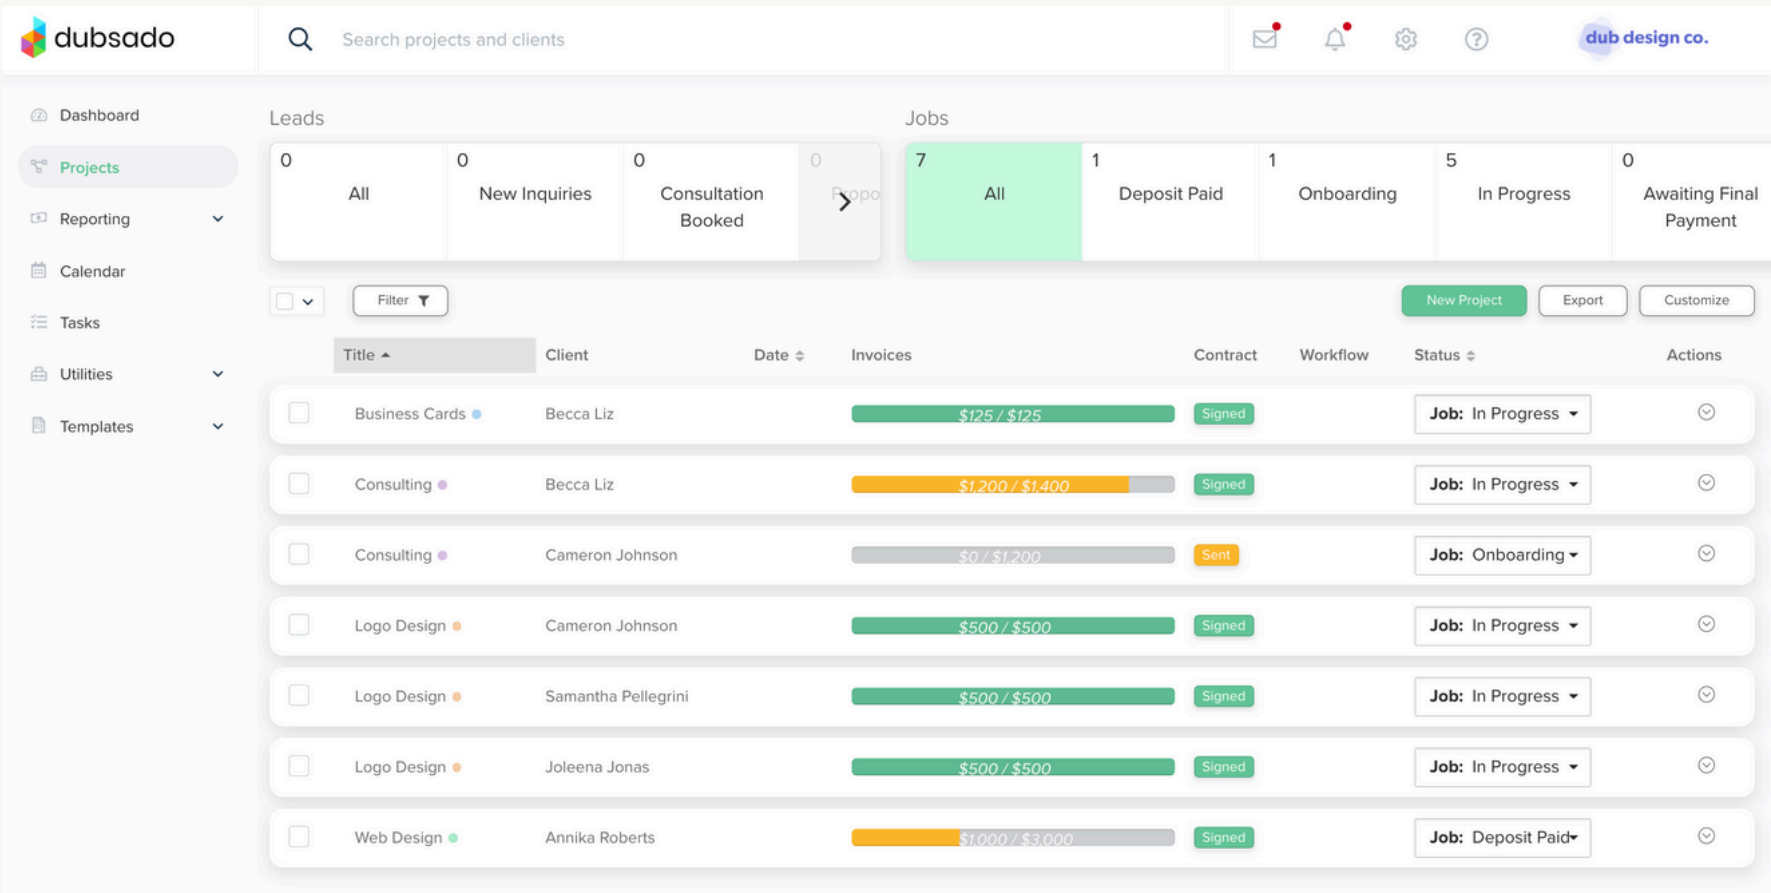 dubsado
Search projects and clients
dub design co.
Dashboard
Projects
Reporting
Calendar
Tasks
Utilities
Templates
Leads
0
All
0
New Inquiries
0
Consultation
Booked
0
Propo
Jobs
7
All
1
Deposit Paid
1
Onboarding
5
In Progress
0
Awaiting Final
Payment
Filter
New Project
Export
Customize
Title Client Date Invoices Contract Workflow Status Actions
Business Cards Becca Liz $125 / $125 Signed Job: In Progress
Consulting Becca Liz $1,200 / $1,400 Signed Job: In Progress
Consulting Cameron Johnson $0 / $1,200 Sent Job: Onboarding
Logo Design Cameron Johnson $500 / $500 Signed Job: In Progress
Logo Design Samantha Pellegrini $500 / $500 Signed Job: In Progress
Logo Design Joleena Jonas $500 / $500 Signed Job: In Progress
Web Design Annika Roberts $1,000 / $3,000 Signed Job: Deposit Paid